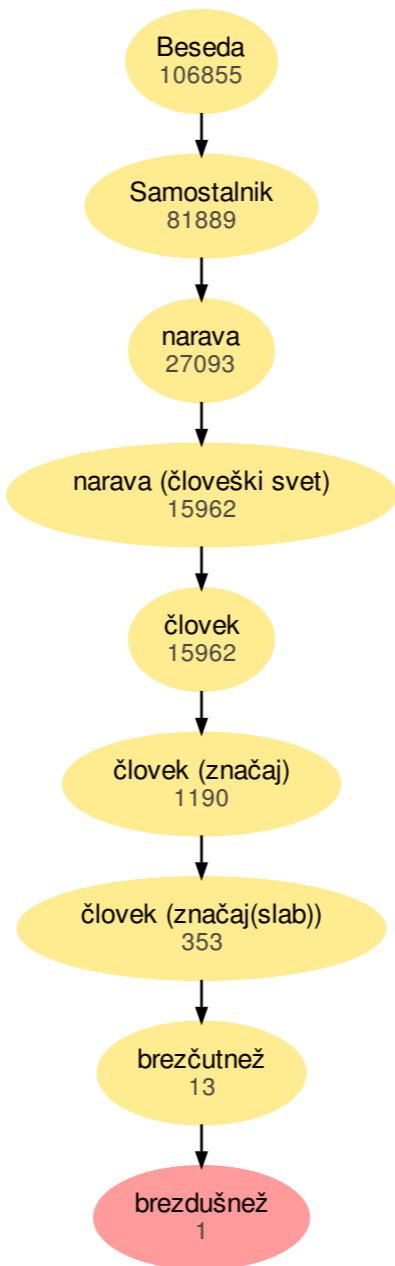 Beseda
106855
Samostalnik
81889
narava
27093
narava (človeški svet)
15962
človek
15962
človek (značaj)
1190
človek (značaj(slab))
353
brezčutnež
13
brezdušnež
1